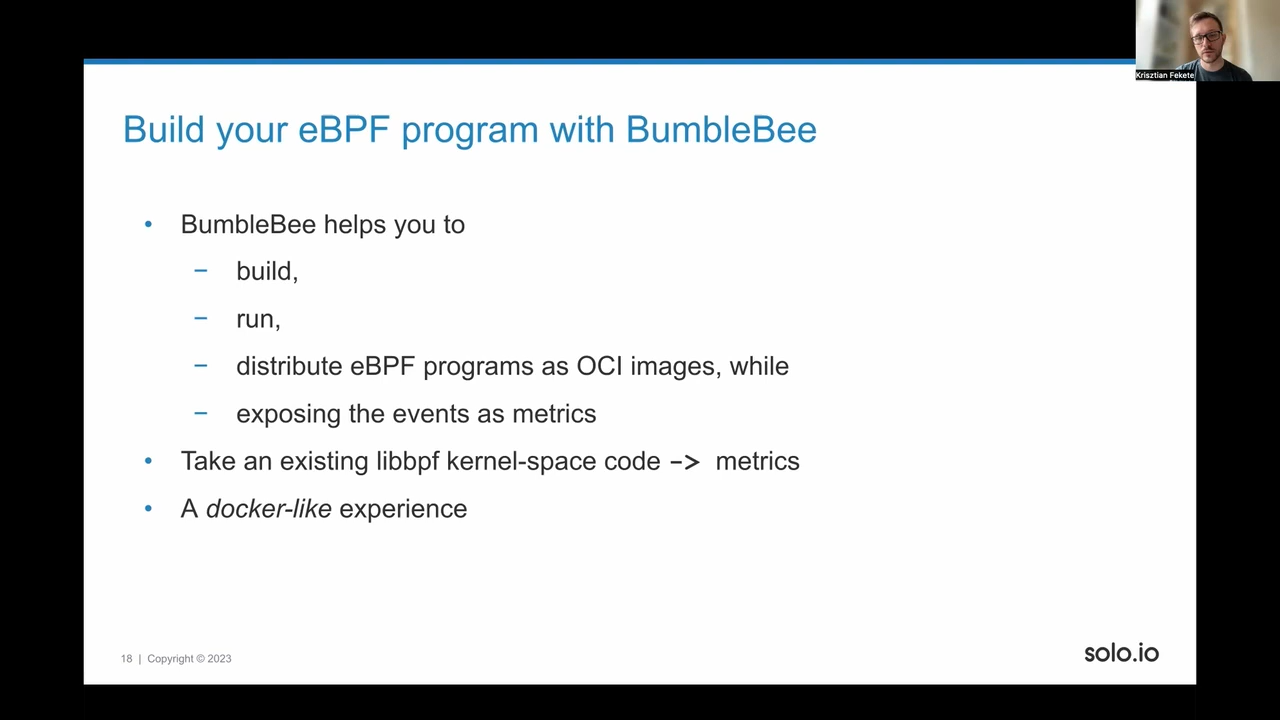 Krisztian Fekete
Build your eBPF program with BumbleBee
• BumbleBee helps you to
– build,
– run,
– distribute eBPF programs as OCI images, while
– exposing the events as metrics
• Take an existing libbpf kernel-space code –> metrics
• A docker-like experience
18 | Copyright © 2023
solo.io